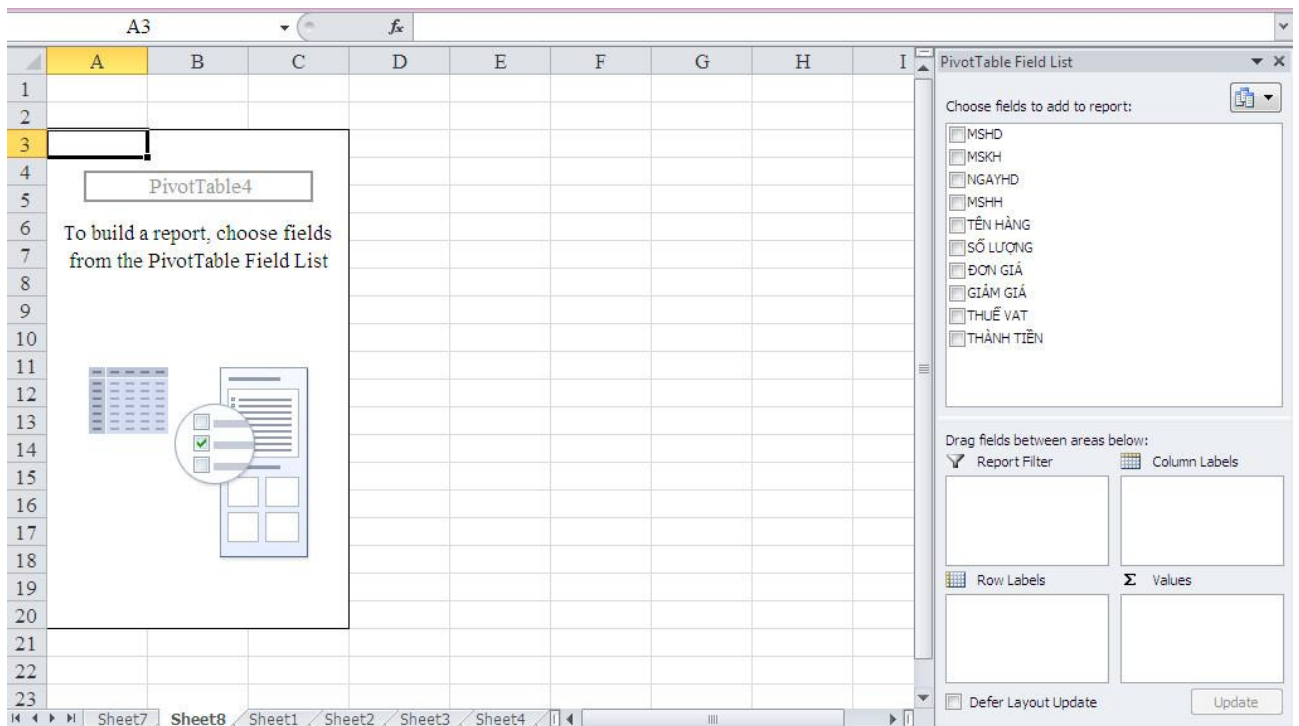 A3
fx
A B C D E F G H I
1
2
3
4
5
6
7
8
9
10
11
12
13
14
15
16
17
18
19
20
21
22
23
PivotTable4
To build a report, choose fields
from the PivotTable Field List
Sheet7 Sheet8 Sheet1 Sheet2 Sheet3 Sheet4
PivotTable Field List
Choose fields to add to report:
MSHD
MSKH
NGAYHD
MSHH
TÊN HÀNG
SỐ LƯỢNG
ĐƠN GIÁ
GIẢM GIÁ
THUẾ VAT
THÀNH TIỀN
Drag fields between areas below:
Report Filter
Column Labels
Row Labels
Σ Values
Defer Layout Update
Update